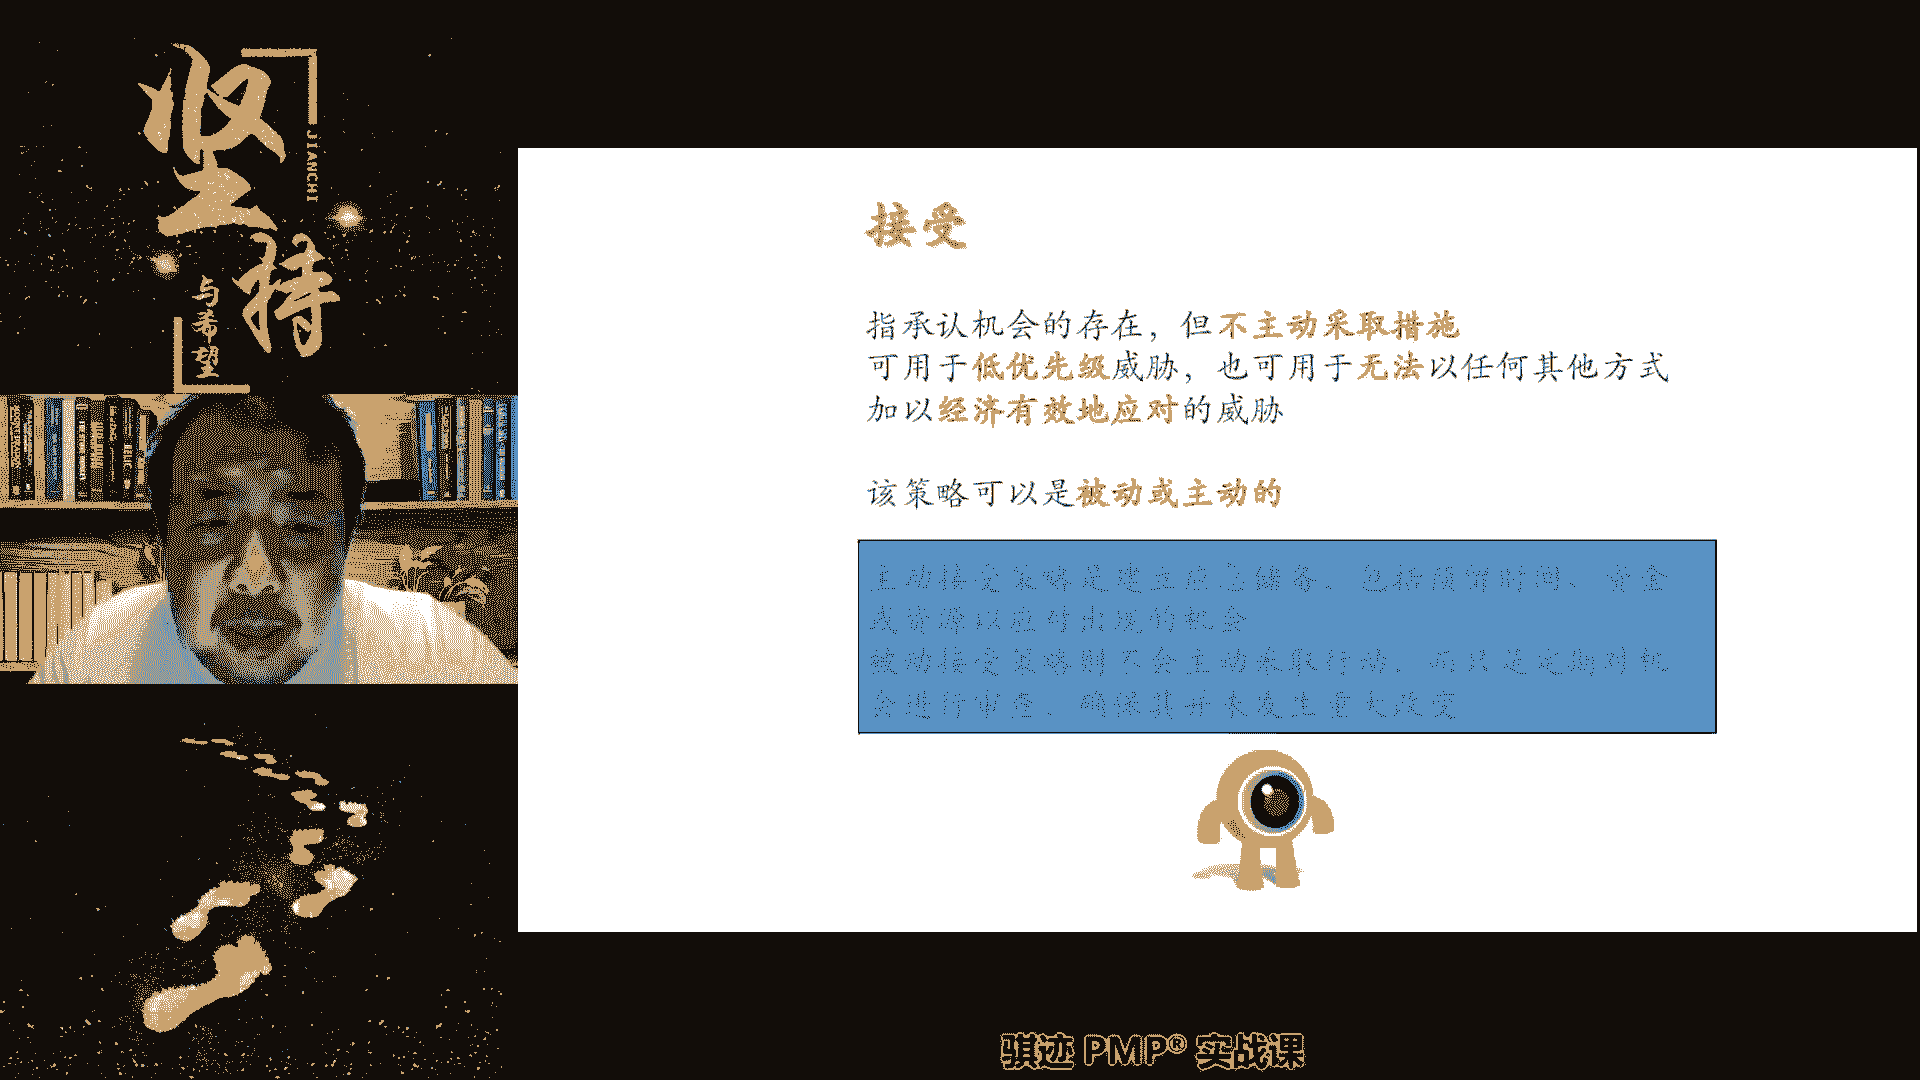 坚持
JIANCHI
与希望
接受
指承认机会的存在，但不主动采取措施
可用于低优先级威胁，也可用于无法以任何其他方式
加以经济有效地应对的威胁
该策略可以是被动或主动的
主动接受策略是建立应急储备，包括预留时间、资金
或资源以应对出现的机会
被动接受策略则不会主动采取行动，而只是定期对机
会进行审查，确保其并未发生重大改变
骐迹 PMP® 实战课